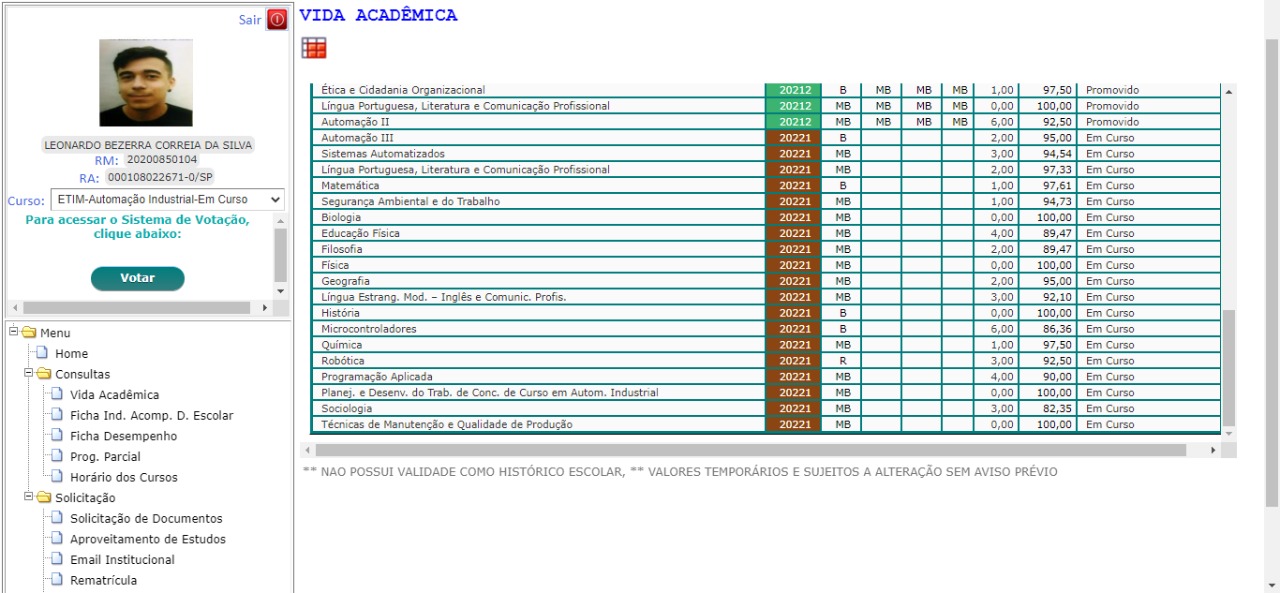 Sair
LEONARDO BEZERRA CORREIA DA SILVA
RM: 20200850104
RA: 000108022671-0/SP
Curso: ETIM-Automação Industrial-Em Curso
Para acessar o Sistema de Votação,
clique abaixo:
Votar
Menu
Home
Consultas
Vida Acadêmica
Ficha Ind. Acomp. D. Escolar
Ficha Desempenho
Prog. Parcial
Horário dos Cursos
Solicitação
Solicitação de Documentos
Aproveitamento de Estudos
Email Institucional
Rematrícula
VIDA ACADÊMICA
Ética e Cidadania Organizacional 20212 B MB MB MB 1,00 97,50 Promovido
Língua Portuguesa, Literatura e Comunicação Profissional 20212 MB MB MB MB 0,00 100,00 Promovido
Automação II 20212 MB MB MB MB 6,00 92,50 Promovido
Automação III 20221 B 2,00 95,00 Em Curso
Sistemas Automatizados 20221 MB 3,00 94,54 Em Curso
Língua Portuguesa, Literatura e Comunicação Profissional 20221 MB 2,00 97,33 Em Curso
Matemática 20221 B 1,00 97,61 Em Curso
Segurança Ambiental e do Trabalho 20221 MB 1,00 94,73 Em Curso
Biologia 20221 MB 0,00 100,00 Em Curso
Educação Física 20221 MB 4,00 89,47 Em Curso
Filosofia 20221 MB 2,00 89,47 Em Curso
Física 20221 MB 0,00 100,00 Em Curso
Geografia 20221 MB 2,00 95,00 Em Curso
Língua Estrang. Mod. – Inglês e Comunic. Profis. 20221 MB 3,00 92,10 Em Curso
História 20221 B 0,00 100,00 Em Curso
Microcontroladores 20221 B 6,00 86,36 Em Curso
Química 20221 MB 1,00 97,50 Em Curso
Robótica 20221 R 3,00 92,50 Em Curso
Programação Aplicada 20221 MB 4,00 90,00 Em Curso
Planej. e Desenv. do Trab. de Conc. de Curso em Autom. Industrial 20221 MB 0,00 100,00 Em Curso
Sociologia 20221 MB 3,00 82,35 Em Curso
Técnicas de Manutenção e Qualidade de Produção 20221 MB 0,00 100,00 Em Curso
** NAO POSSUI VALIDADE COMO HISTÓRICO ESCOLAR, ** VALORES TEMPORÁRIOS E SUJEITOS A ALTERAÇÃO SEM AVISO PRÉVIO